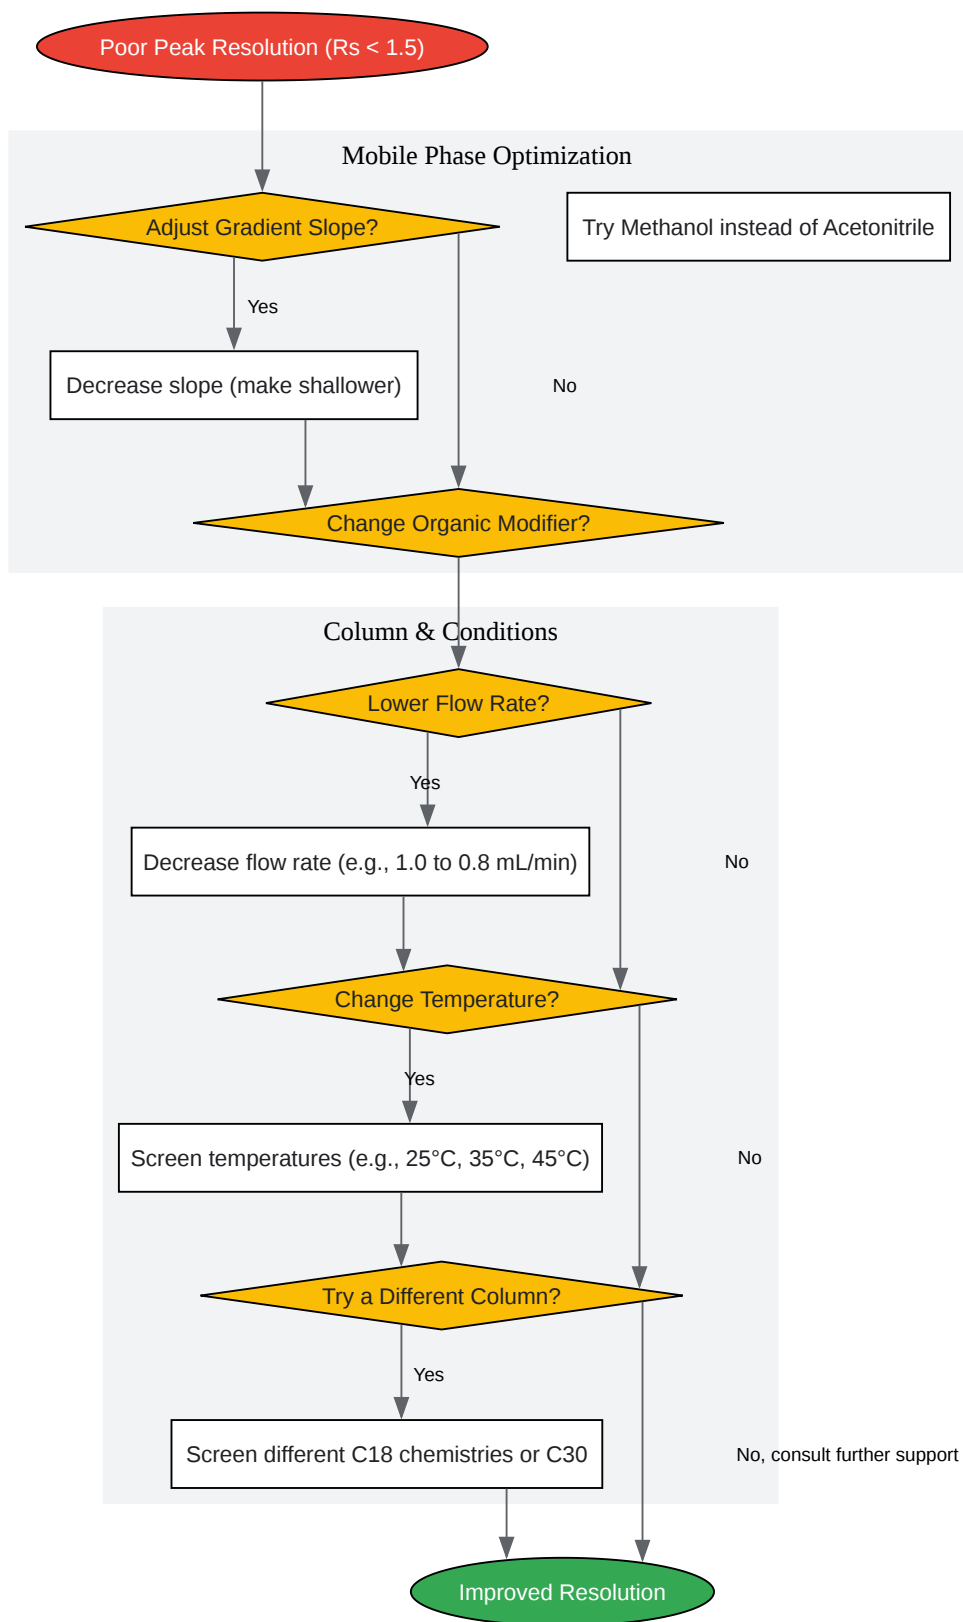 Poor Peak Resolution (Rs < 1.5)
Mobile Phase Optimization
Adjust Gradient Slope?
Try Methanol instead of Acetonitrile
Yes
Decrease slope (make shallower)
No
Change Organic Modifier?
Column & Conditions
Lower Flow Rate?
Yes
Decrease flow rate (e.g., 1.0 to 0.8 mL/min)
No
Change Temperature?
Yes
Screen temperatures (e.g., 25°C, 35°C, 45°C)
No
Try a Different Column?
Yes
Screen different C18 chemistries or C30
No, consult further support
Improved Resolution